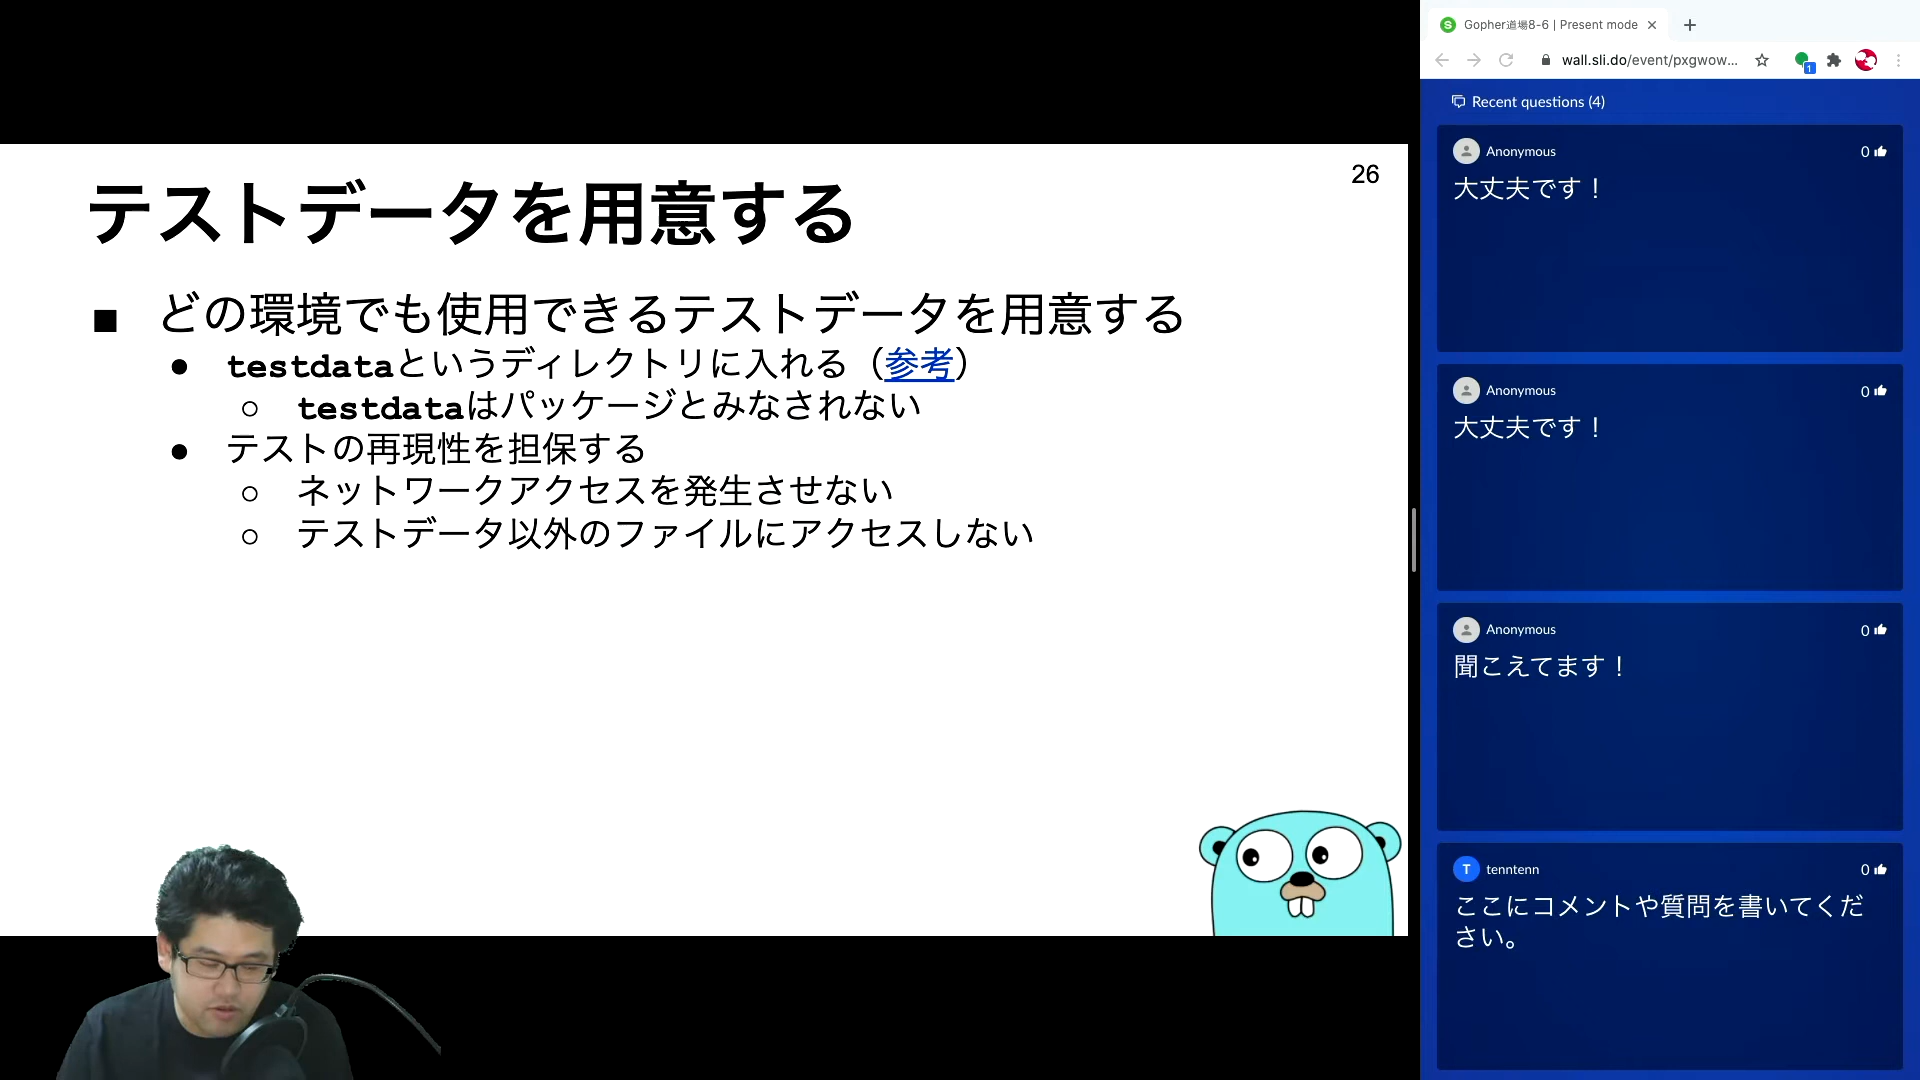 26
テストデータを用意する
■ どの環境でも使用できるテストデータを用意する
● testdataというディレクトリに入れる（参考）
○ testdataはパッケージとみなされない
● テストの再現性を担保する
○ ネットワークアクセスを発生させない
○ テストデータ以外のファイルにアクセスしない
S Gopher道場8-6 | Present mode
wall.sli.do/event/pxgwow...
1
Recent questions (4)
Anonymous 0
大丈夫です！
Anonymous 0
大丈夫です！
Anonymous 0
聞こえてます！
T tenntenn 0
ここにコメントや質問を書いてくだ
さい。